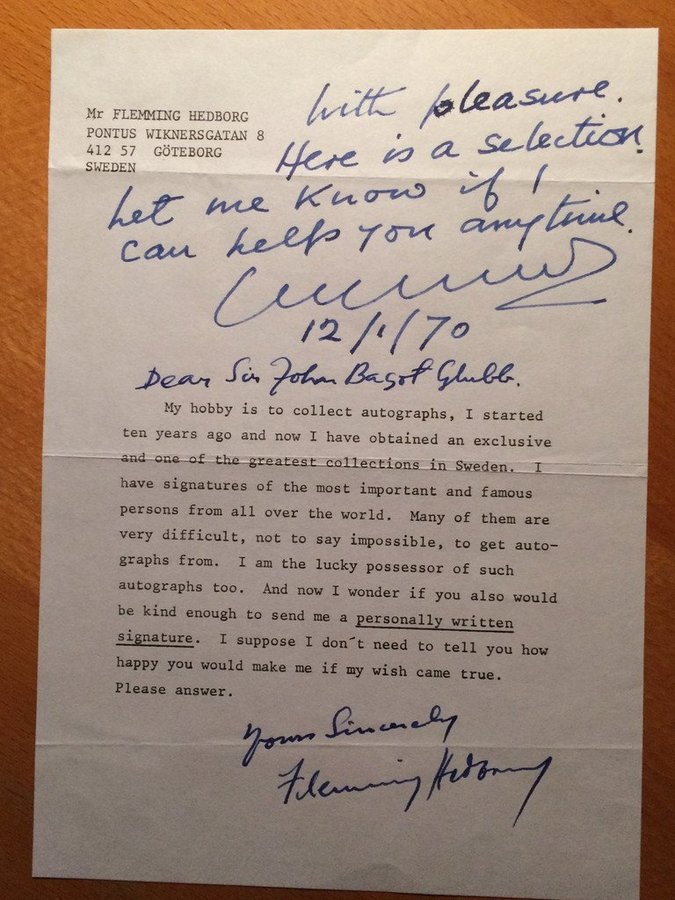 Mr FLEMMING HEDBORG
PONTUS WIKNERSGATAN 8
412 57 GÖTEBORG
SWEDEN
With pleasure.
Here is a selection.
Let me know if I
can help you anytime.
12/1/70
Dear Sir John Bagot Glubb.
My hobby is to collect autographs, I started
ten years ago and now I have obtained an exclusive
and one of the greatest collections in Sweden. I
have signatures of the most important and famous
persons from all over the world. Many of them are
very difficult, not to say impossible, to get auto-
graphs from. I am the lucky possessor of such
autographs too. And now I wonder if you also would
be kind enough to send me a personally written
signature. I suppose I don´t need to tell you how
happy you would make me if my wish came true.
Please answer.
Yours Sincerely
Flemming Hedborg